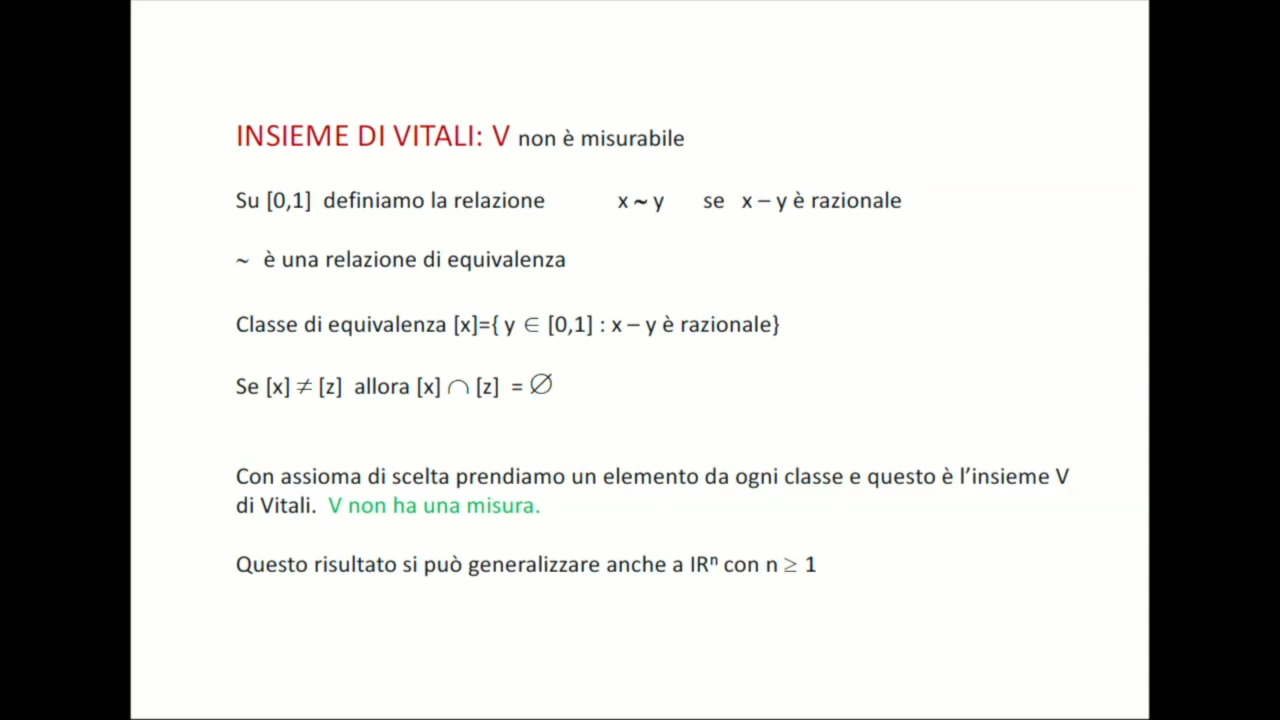 INSIEME DI VITALI: V non è misurabile
Su [0,1] definiamo la relazione x ~ y se x – y è razionale
~ è una relazione di equivalenza
Classe di equivalenza [x]={ y ∈ [0,1] : x – y è razionale}
Se [x] ≠ [z] allora [x] ∩ [z] = ∅
Con assioma di scelta prendiamo un elemento da ogni classe e questo è l’insieme V
di Vitali. V non ha una misura.
Questo risultato si può generalizzare anche a IRⁿ con n ≥ 1